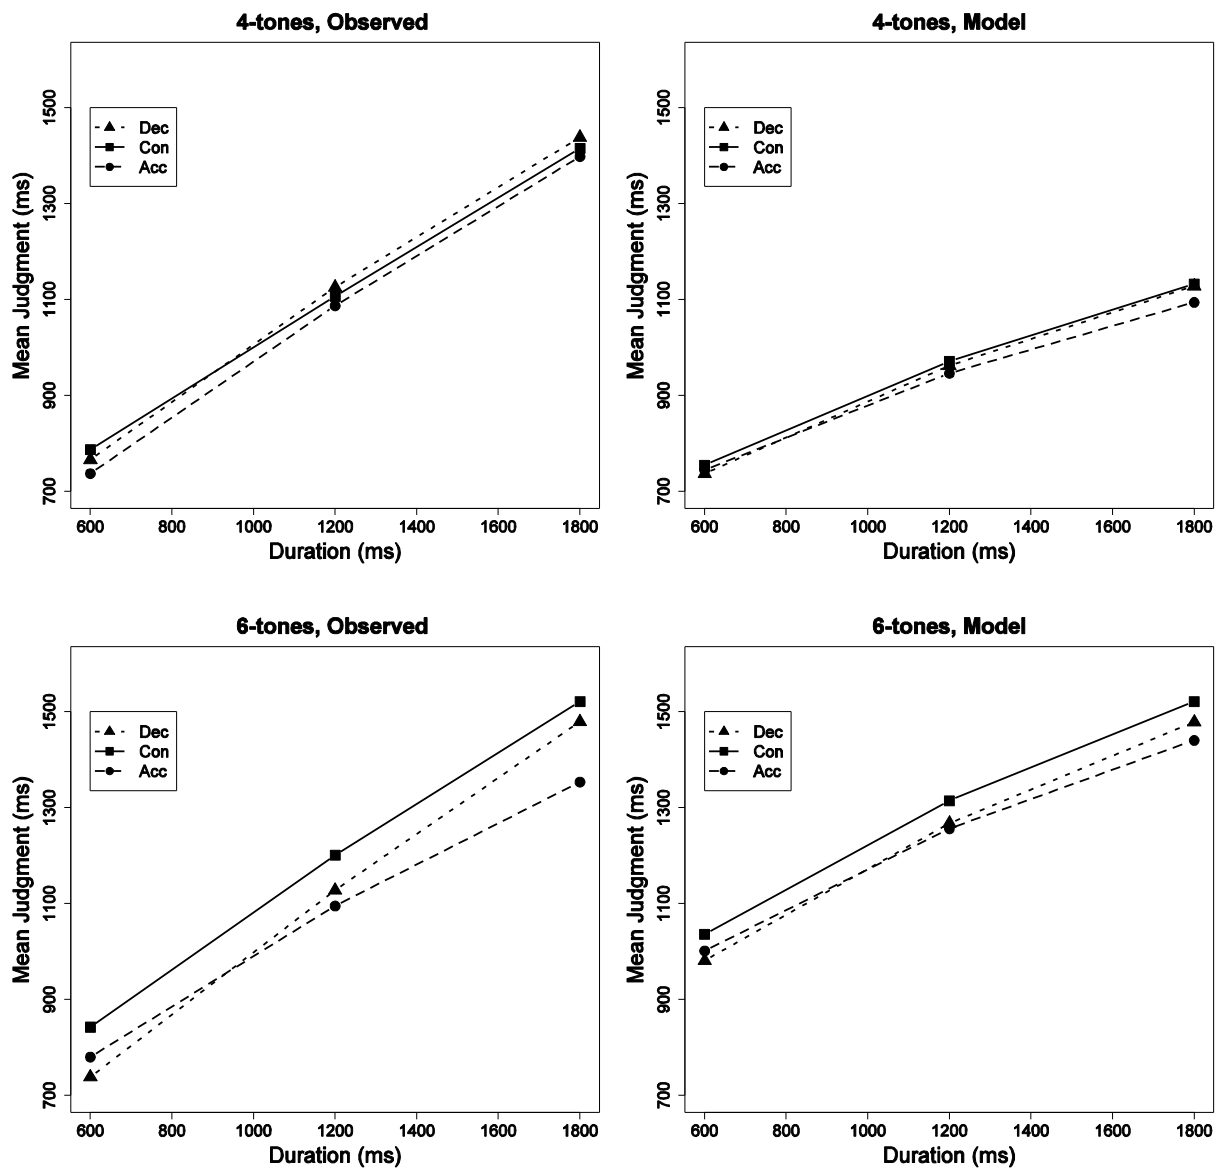 4-tones, Observed
Mean Judgment (ms)
1500
1300
1100
900
700
Dec
Con
Acc
600 800 1000 1200 1400 1600 1800
Duration (ms)
4-tones, Model
Mean Judgment (ms)
1500
1300
1100
900
700
Dec
Con
Acc
600 800 1000 1200 1400 1600 1800
Duration (ms)
6-tones, Observed
Mean Judgment (ms)
1500
1300
1100
900
700
Dec
Con
Acc
600 800 1000 1200 1400 1600 1800
Duration (ms)
6-tones, Model
Mean Judgment (ms)
1500
1300
1100
900
700
Dec
Con
Acc
600 800 1000 1200 1400 1600 1800
Duration (ms)